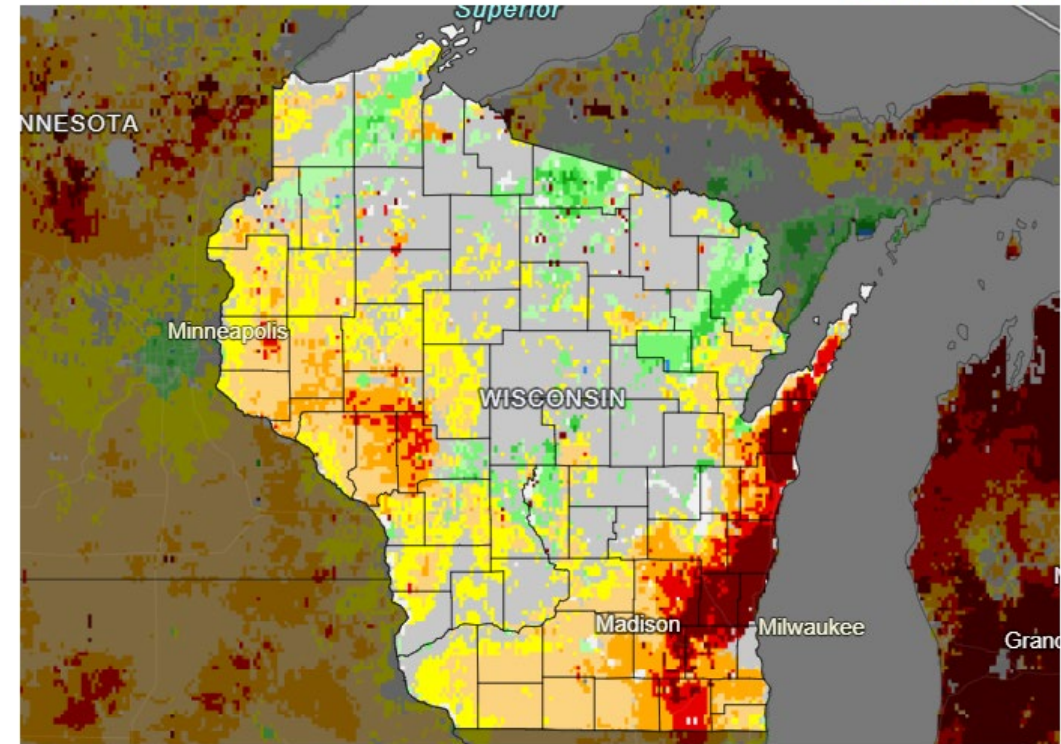 Superior
NNESOTA
Minneapolis
WISCONSIN
Madison
Milwaukee
Grand